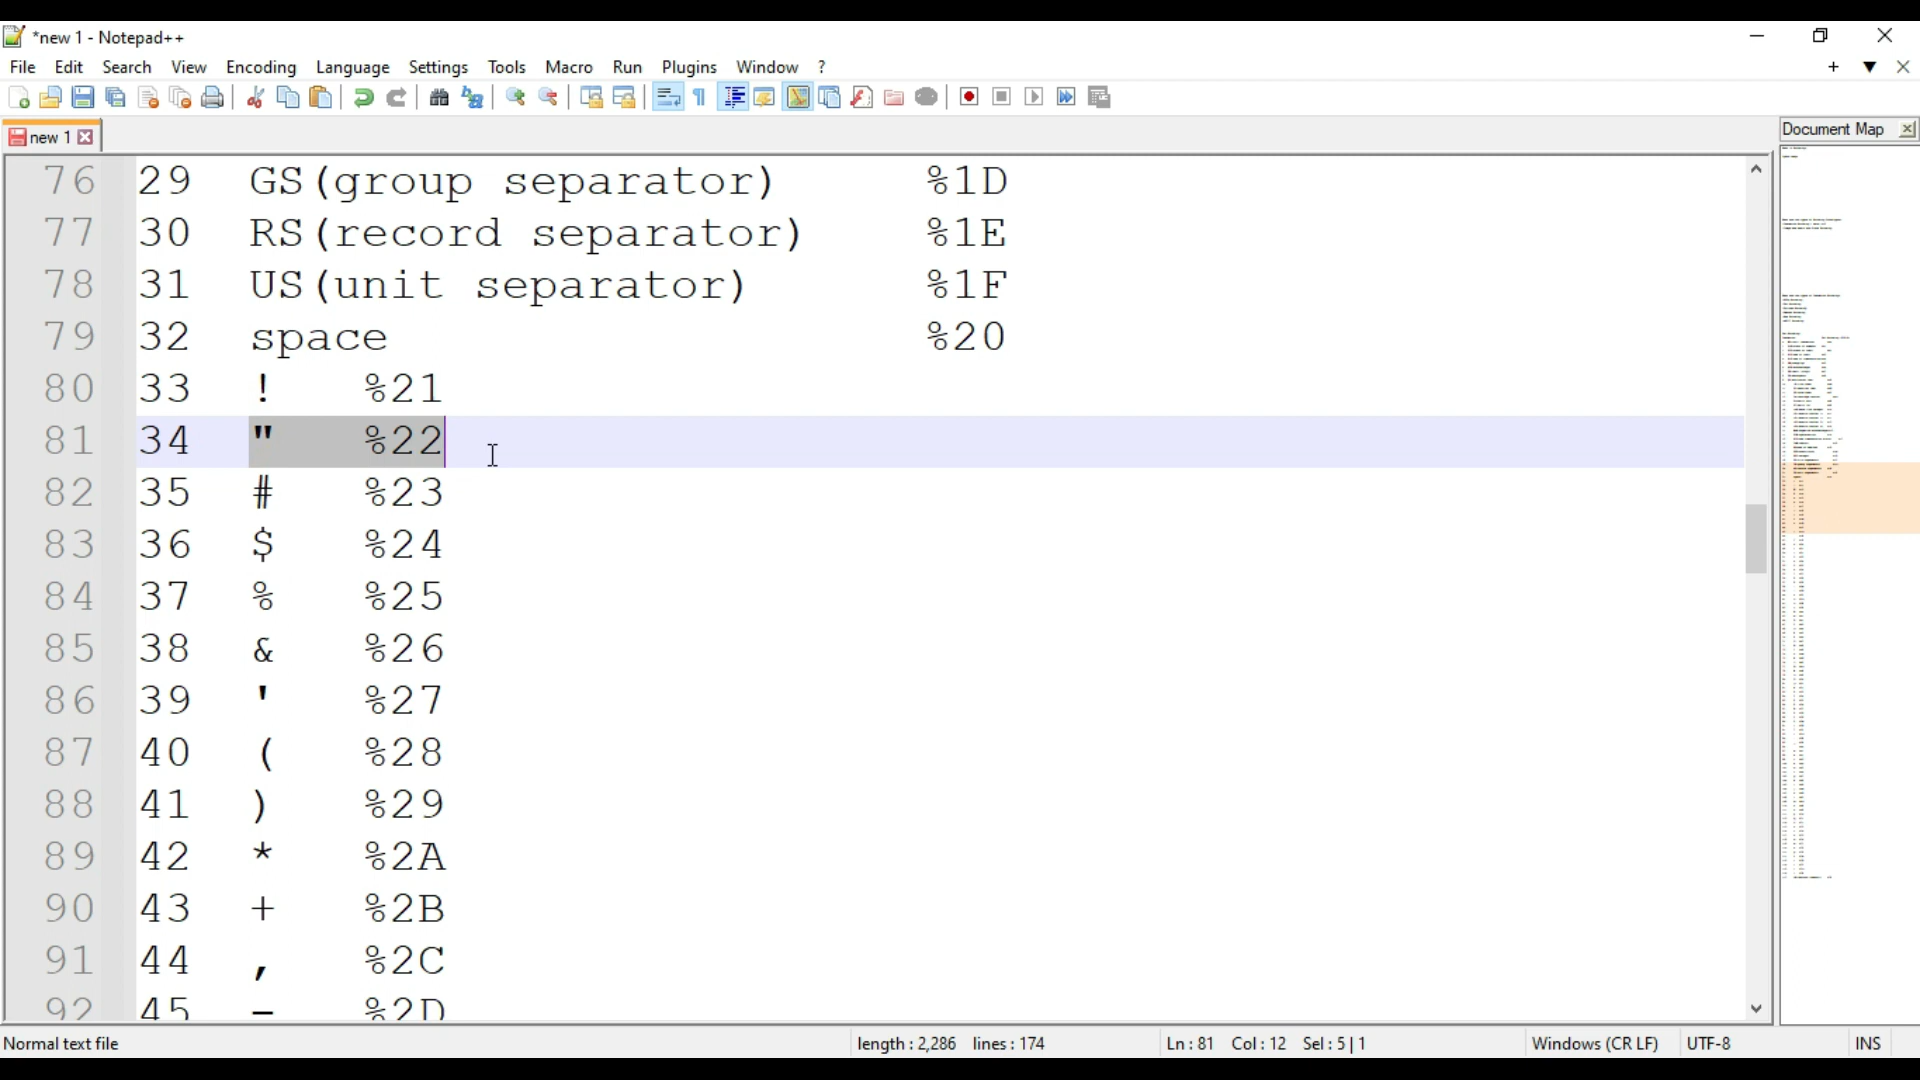 *new 1 - Notepad++
File Edit Search View Encoding Language Settings Tools Macro Run Plugins Window ?
new 1
Document Map
76 29 GS(group separator) %1D
77 30 RS(record separator) %1E
78 31 US(unit separator) %1F
79 32 space %20
80 33 ! %21
81 34 " %22
82 35 # %23
83 36 $ %24
84 37 % %25
85 38 & %26
86 39 ' %27
87 40 ( %28
88 41 ) %29
89 42 * %2A
90 43 + %2B
91 44 , %2C
92 45 - %2D
Normal text file length : 2,286 lines : 174 Ln : 81 Col : 12 Sel : 5 | 1 Windows (CR LF) UTF-8 INS